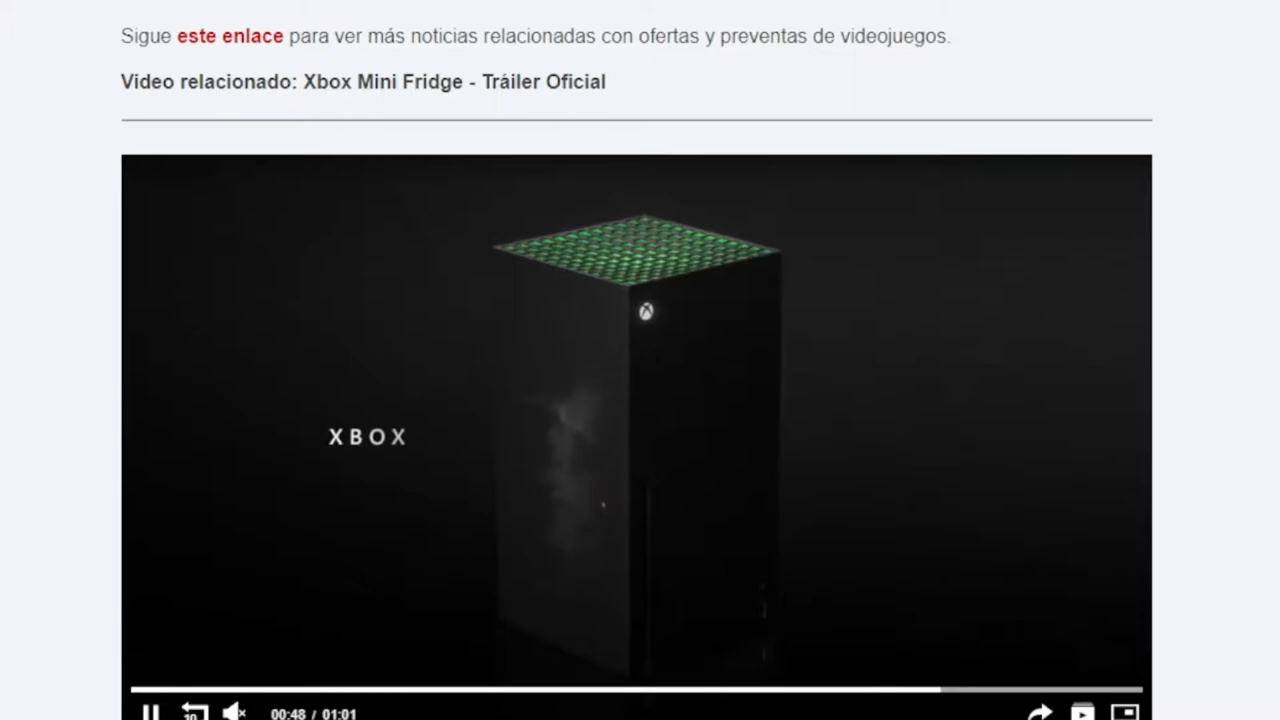 Sigue este enlace para ver más noticias relacionadas con ofertas y preventas de videojuegos.
Video relacionado: Xbox Mini Fridge - Tráiler Oficial
XBOX
10
00:48 / 01:01